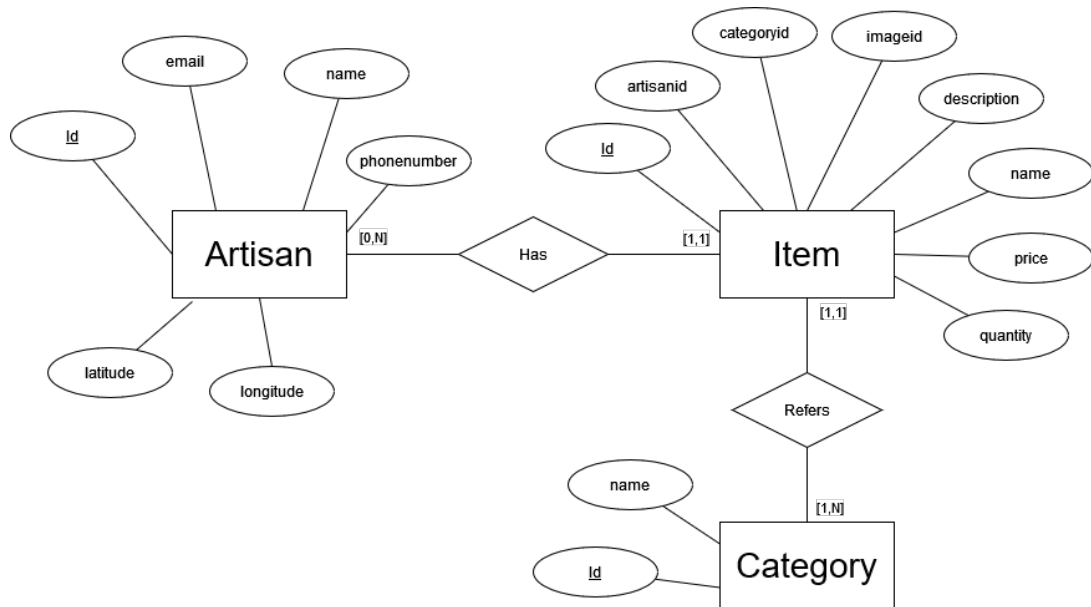 categoryid
imageid
email
name
artisanid
description
Id
Id
phonenumber
name
[0,N]
[1,1]
Artisan
Has
Item
price
[1,1]
quantity
latitude
longitude
Refers
name
[1,N]
Category
Id